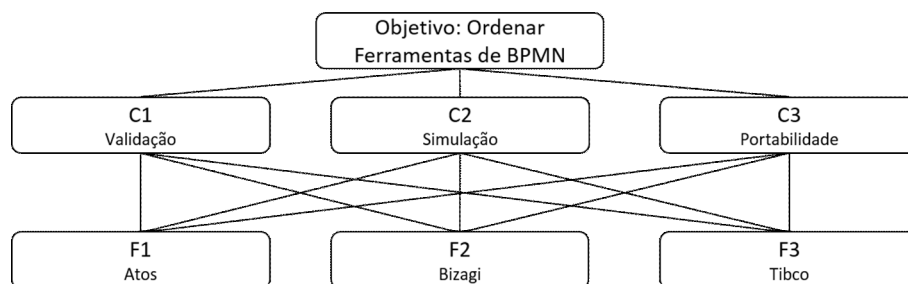 Objetivo: Ordenar
Ferramentas de BPMN
C1
Validação
C2
Simulação
C3
Portabilidade
F1
Atos
F2
Bizagi
F3
Tibco